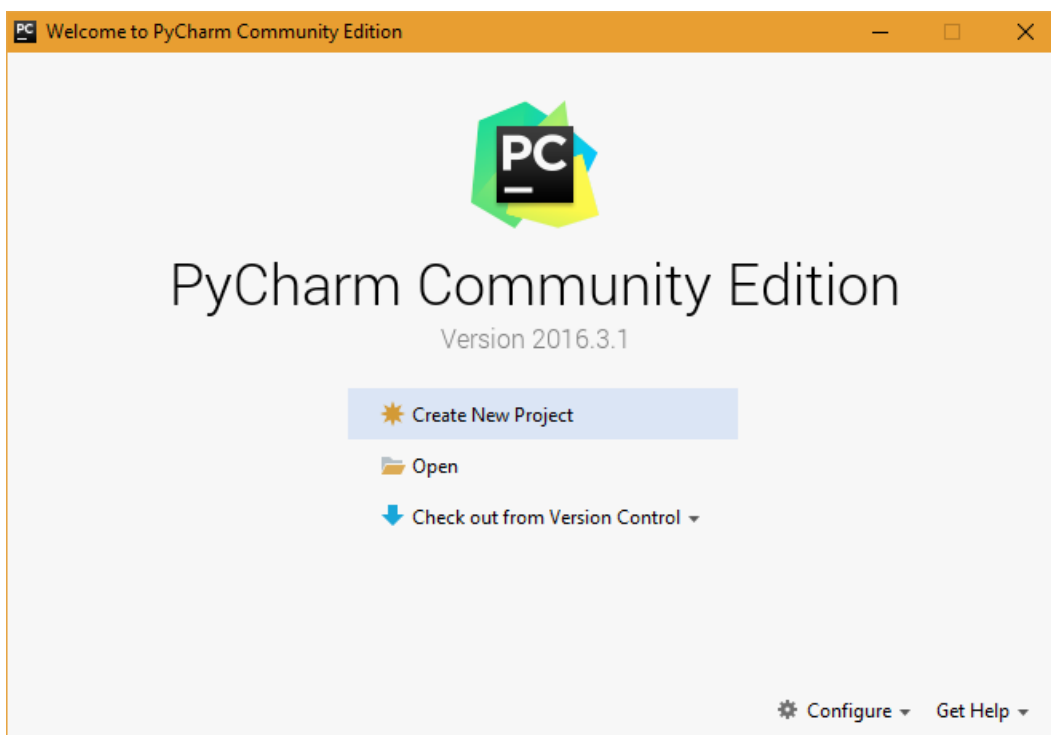 Welcome to PyCharm Community Edition
PC
PyCharm Community Edition
Version 2016.3.1
Create New Project
Open
Check out from Version Control
Configure Get Help